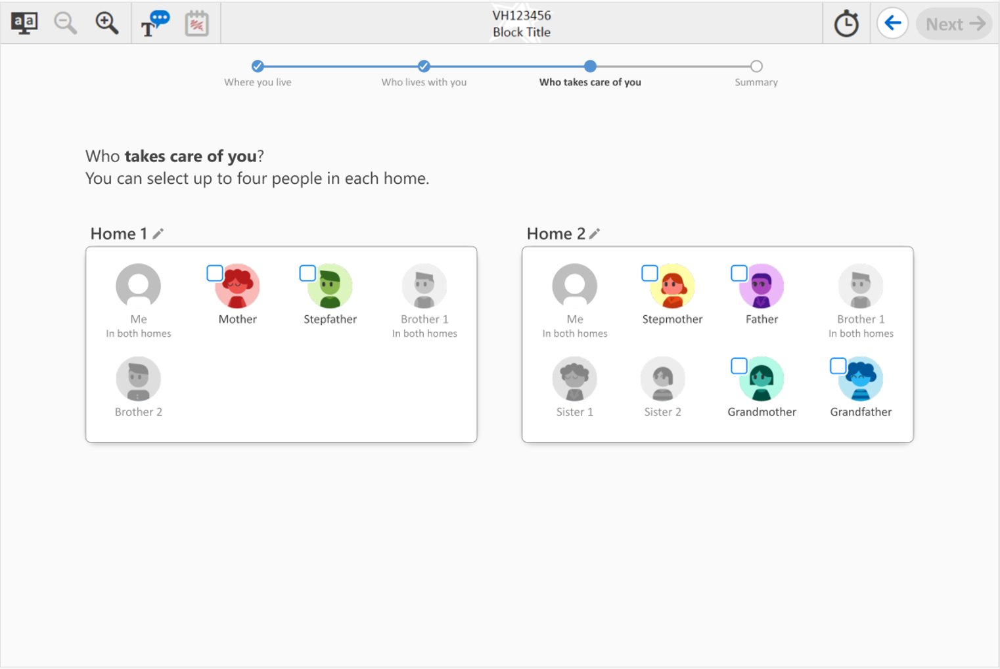 aa
T
VH123456
Block Title
Next
Where you live
Who lives with you
Who takes care of you
Summary
Who takes care of you?
You can select up to four people in each home.
Home 1
Me
In both homes
Mother
Stepfather
Brother 1
In both homes
Brother 2
Home 2
Me
In both homes
Stepmother
Father
Brother 1
In both homes
Sister 1
Sister 2
Grandmother
Grandfather